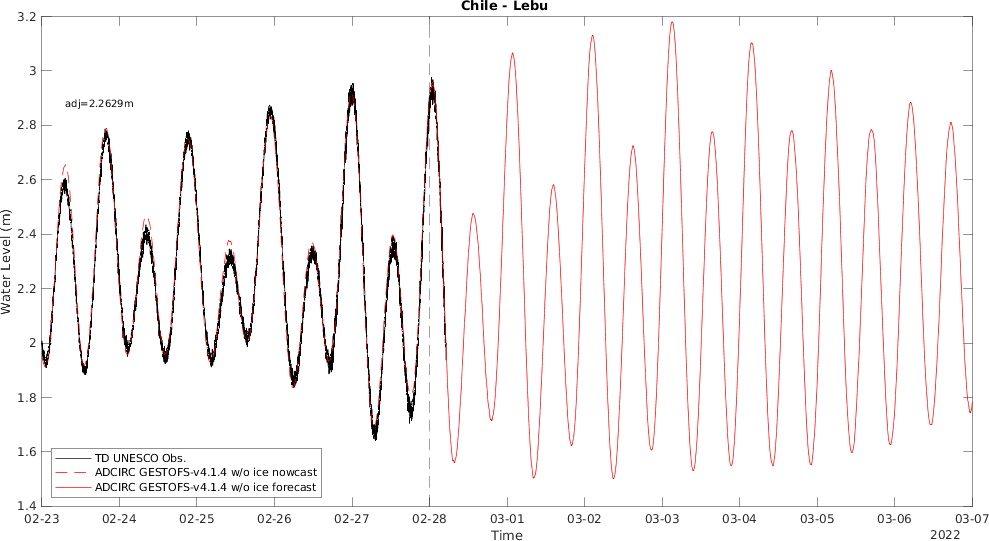 Chile - Lebu
3.2
3
2.8
2.6
2.4
2.2
2
1.8
1.6
1.4
Water Level (m)
adj=2.2629m
TD UNESCO Obs.
ADCIRC GESTOFS-v4.1.4 w/o ice nowcast
ADCIRC GESTOFS-v4.1.4 w/o ice forecast
02-23 02-24 02-25 02-26 02-27 02-28 03-01 03-02 03-03 03-04 03-05 03-06 03-07
Time
2022